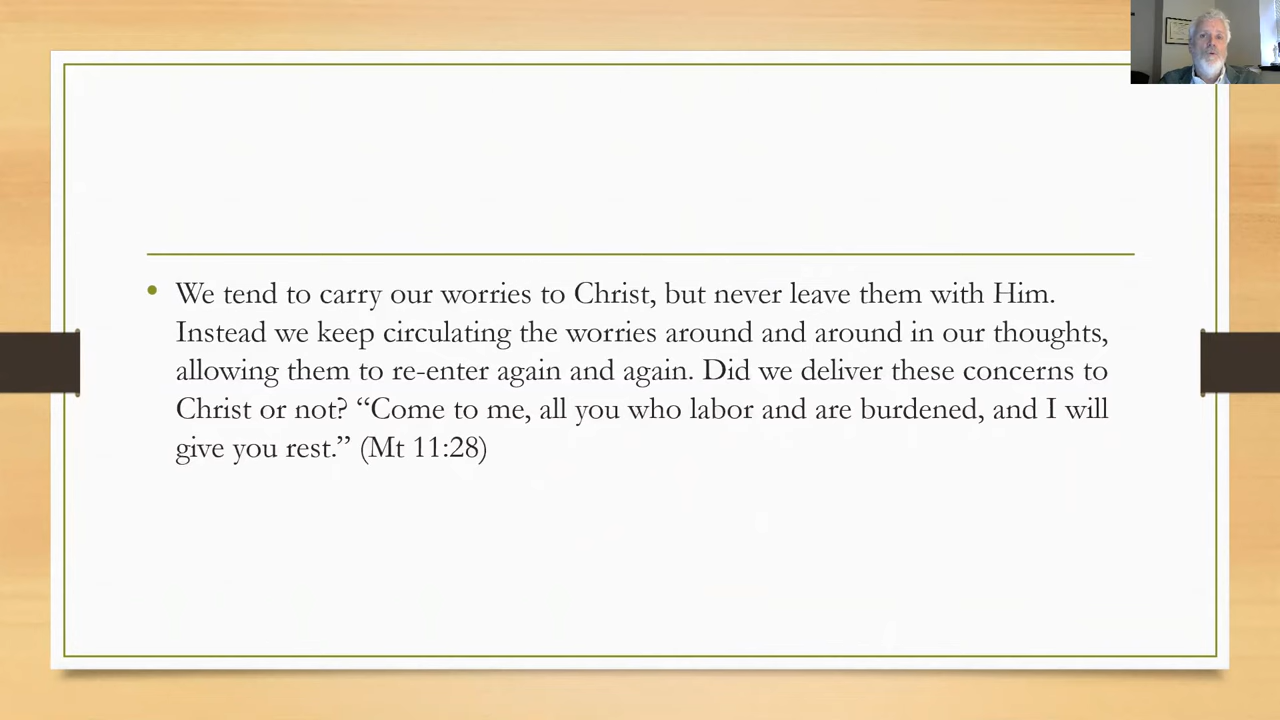 • We tend to carry our worries to Christ, but never leave them with Him.
Instead we keep circulating the worries around and around in our thoughts,
allowing them to re-enter again and again. Did we deliver these concerns to
Christ or not? “Come to me, all you who labor and are burdened, and I will
give you rest.” (Mt 11:28)